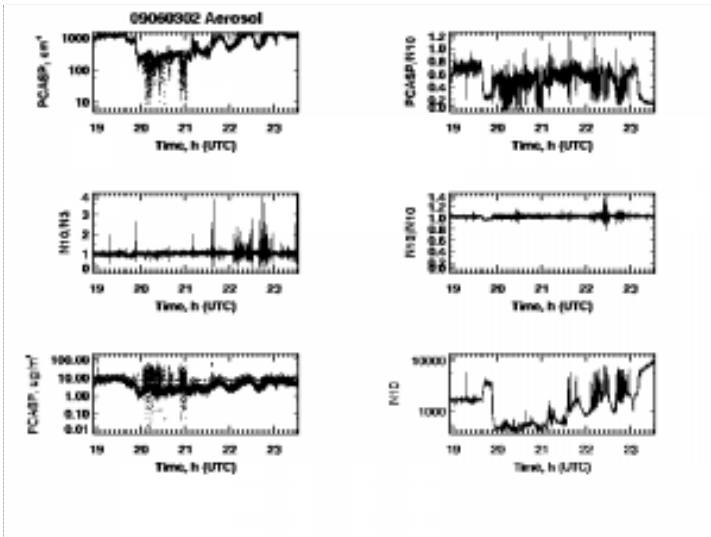 09060302 Aerosol
PCASP, cm⁻³
1000
100
10
19 20 21 22 23
Time, h (UTC)
PCASP/N10
1.2
1.0
0.8
0.6
0.4
0.2
0.0
19 20 21 22 23
Time, h (UTC)
N10/N3
4
3
2
1
0
19 20 21 22 23
Time, h (UTC)
1.4
1.2
1.0
0.8
0.6
0.4
0.2
0.0
19 20 21 22 23
Time, h (UTC)
PCASP, ug/m³
100.00
10.00
1.00
0.10
0.01
19 20 21 22 23
Time, h (UTC)
N10
10000
1000
19 20 21 22 23
Time, h (UTC)